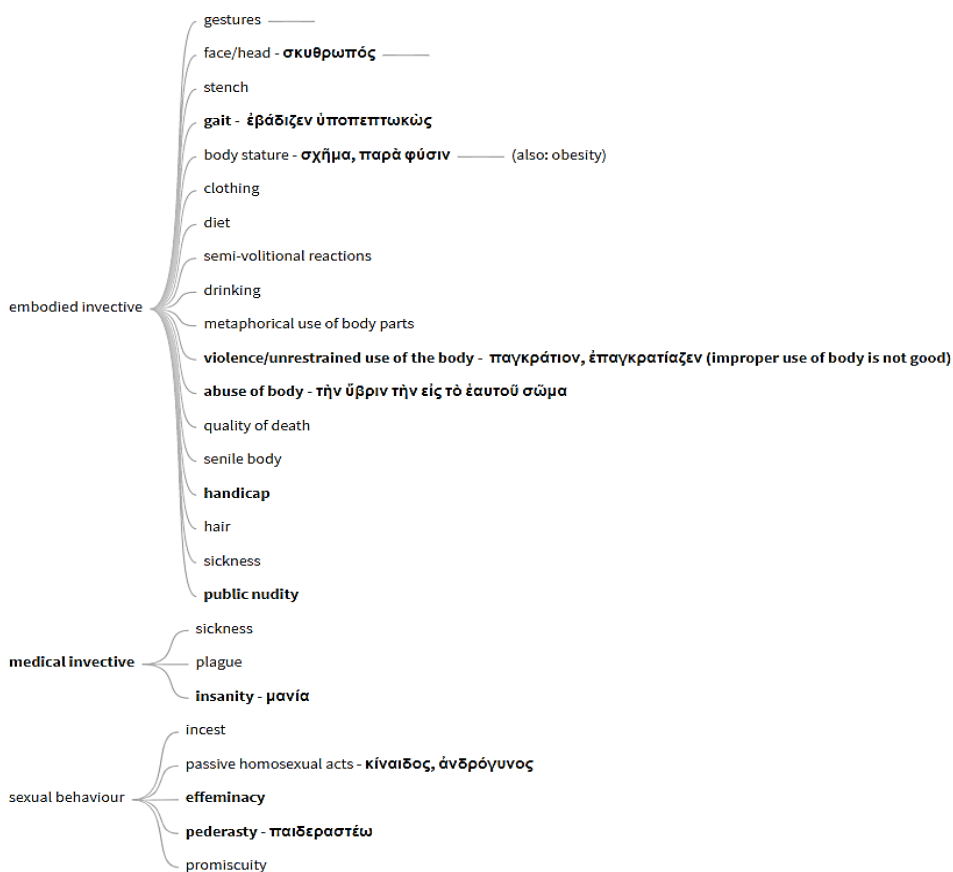 gestures
face/head - σκυθρωπός
stench
gait - ἐβάδιζεν ὑποπεπτωκὼς
body stature - σχῆμα, παρὰ φύσιν (also: obesity)
clothing
diet
semi-volitional reactions
drinking
embodied invective
metaphorical use of body parts
violence/unrestrained use of the body - παγκράτιον, ἐπαγκρατίαζεν (improper use of body is not good)
abuse of body - τὴν ὕβριν τὴν εἰς τὸ ἑαυτοῦ σῶμα
quality of death
senile body
handicap
hair
sickness
public nudity
sickness
medical invective
plague
insanity - μανία
incest
passive homosexual acts - κίναιδος, ἀνδρόγυνος
sexual behaviour
effeminacy
pederasty - παιδεραστέω
promiscuity